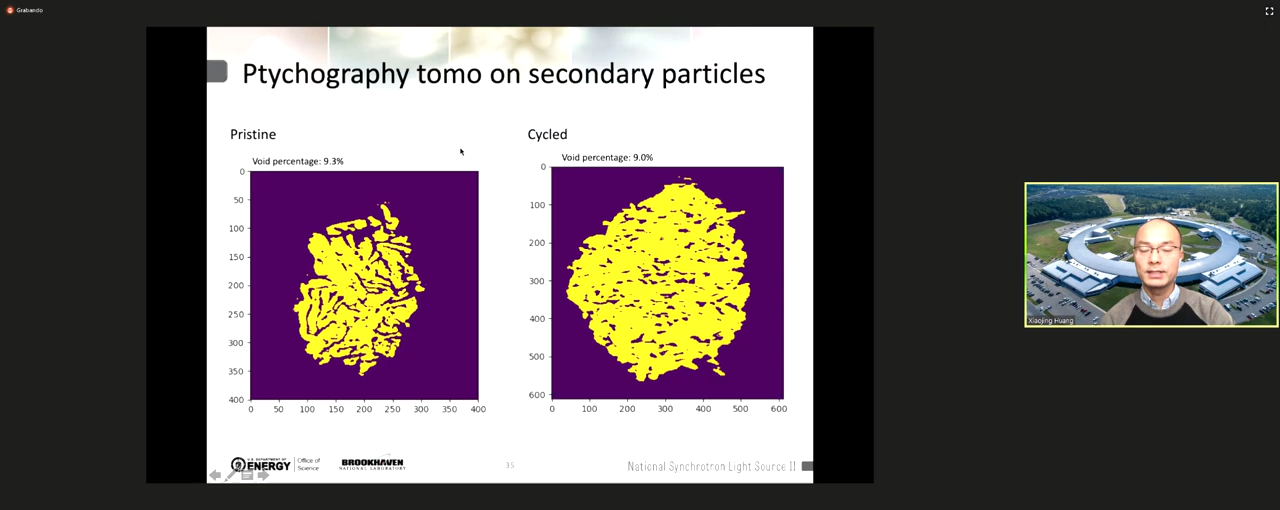 Grabando
Ptychography tomo on secondary particles
Pristine
Cycled
Void percentage: 9.3%
Void percentage: 9.0%
0
50
100
150
200
250
300
350
400
0 50 100 150 200 250 300 350 400
0
100
200
300
400
500
600
0 100 200 300 400 500 600
U.S. DEPARTMENT OF
ENERGY
Office of
Science
BROOKHAVEN
NATIONAL LABORATORY
35
National Synchrotron Light Source II
Xiaojing Huang